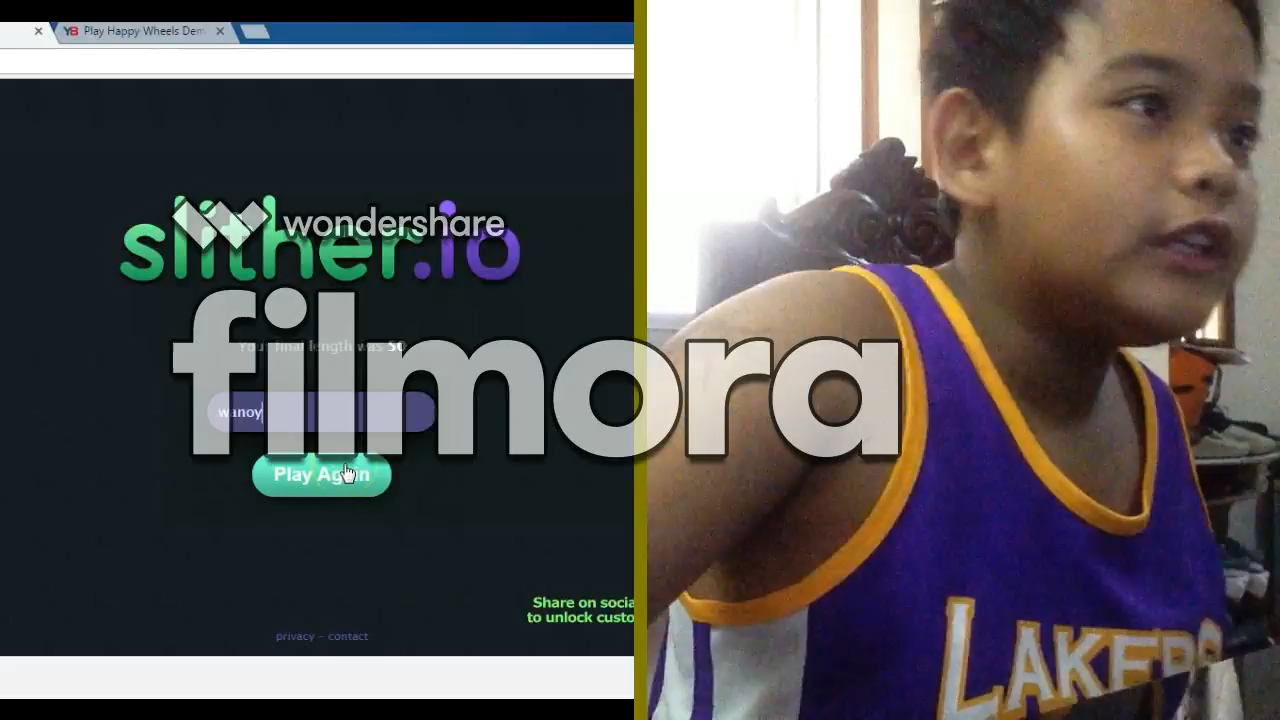 YB Play Happy Wheels Dem
slither.io
wondershare
filmora
Your final length was 50
wanoy
Play Again
Share on socia
to unlock custo
privacy - contact
LAKERS